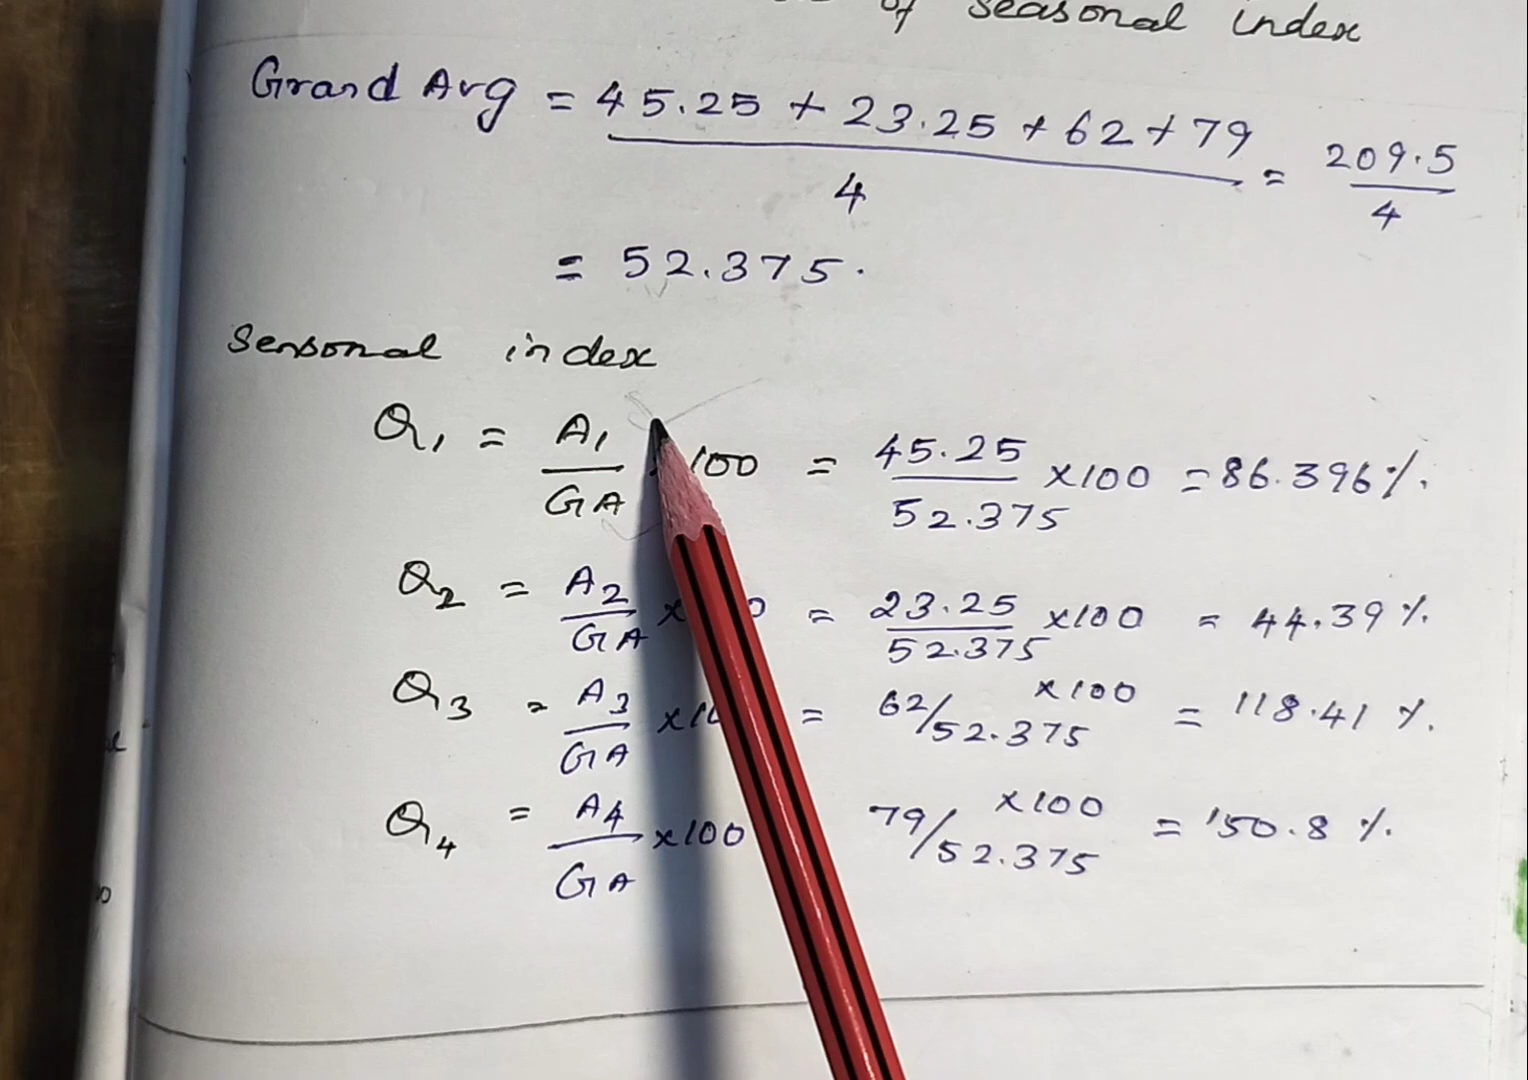 of seasonal index
Grand Avg = 45.25 + 23.25 + 62 + 79 / 4 = 209.5 / 4
= 52.375.
Sensonal index
Q1 = A1 / GA 100 = 45.25 / 52.375 x100 = 86.396%.
Q2 = A2 / GA x 0 = 23.25 / 52.375 x100 = 44.39%.
Q3 = A3 / GA x10 = 62/52.375 x100 = 118.41%.
Q4 = A4 / GA x100 79/52.375 x100 = 150.8%.